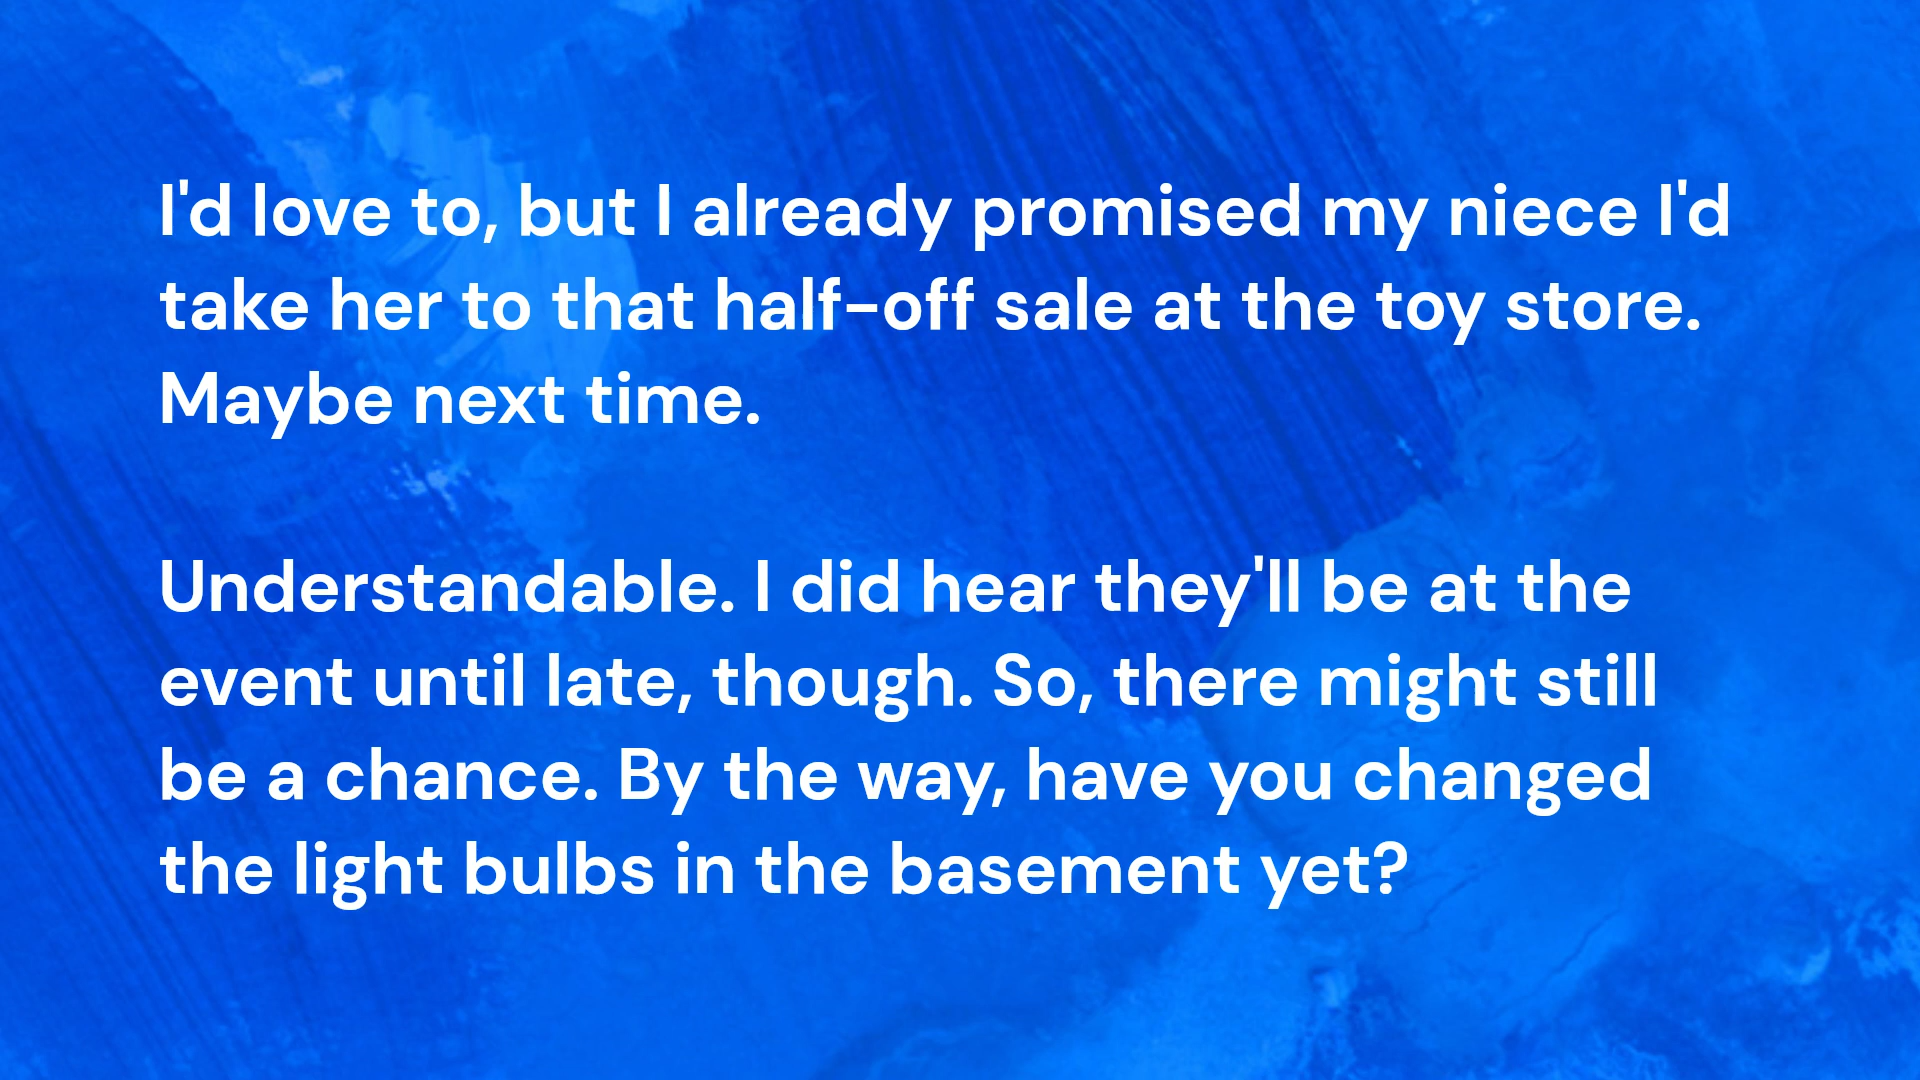 I'd love to, but I already promised my niece I'd
take her to that half-off sale at the toy store.
Maybe next time.
Understandable. I did hear they'll be at the
event until late, though. So, there might still
be a chance. By the way, have you changed
the light bulbs in the basement yet?